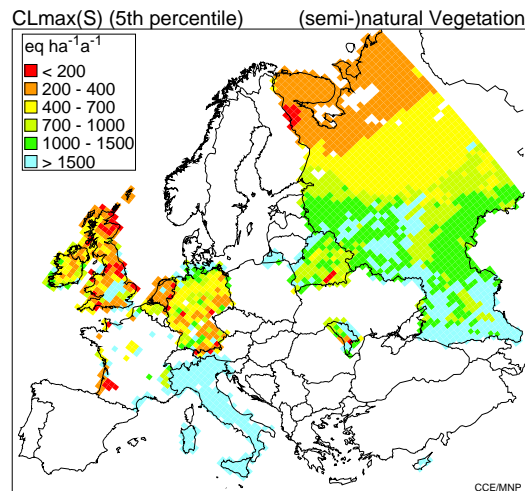 CLmax(S) (5th percentile) (semi-)natural Vegetation
eq ha⁻¹a⁻¹
< 200
200 - 400
400 - 700
700 - 1000
1000 - 1500
> 1500
CCE/MNP